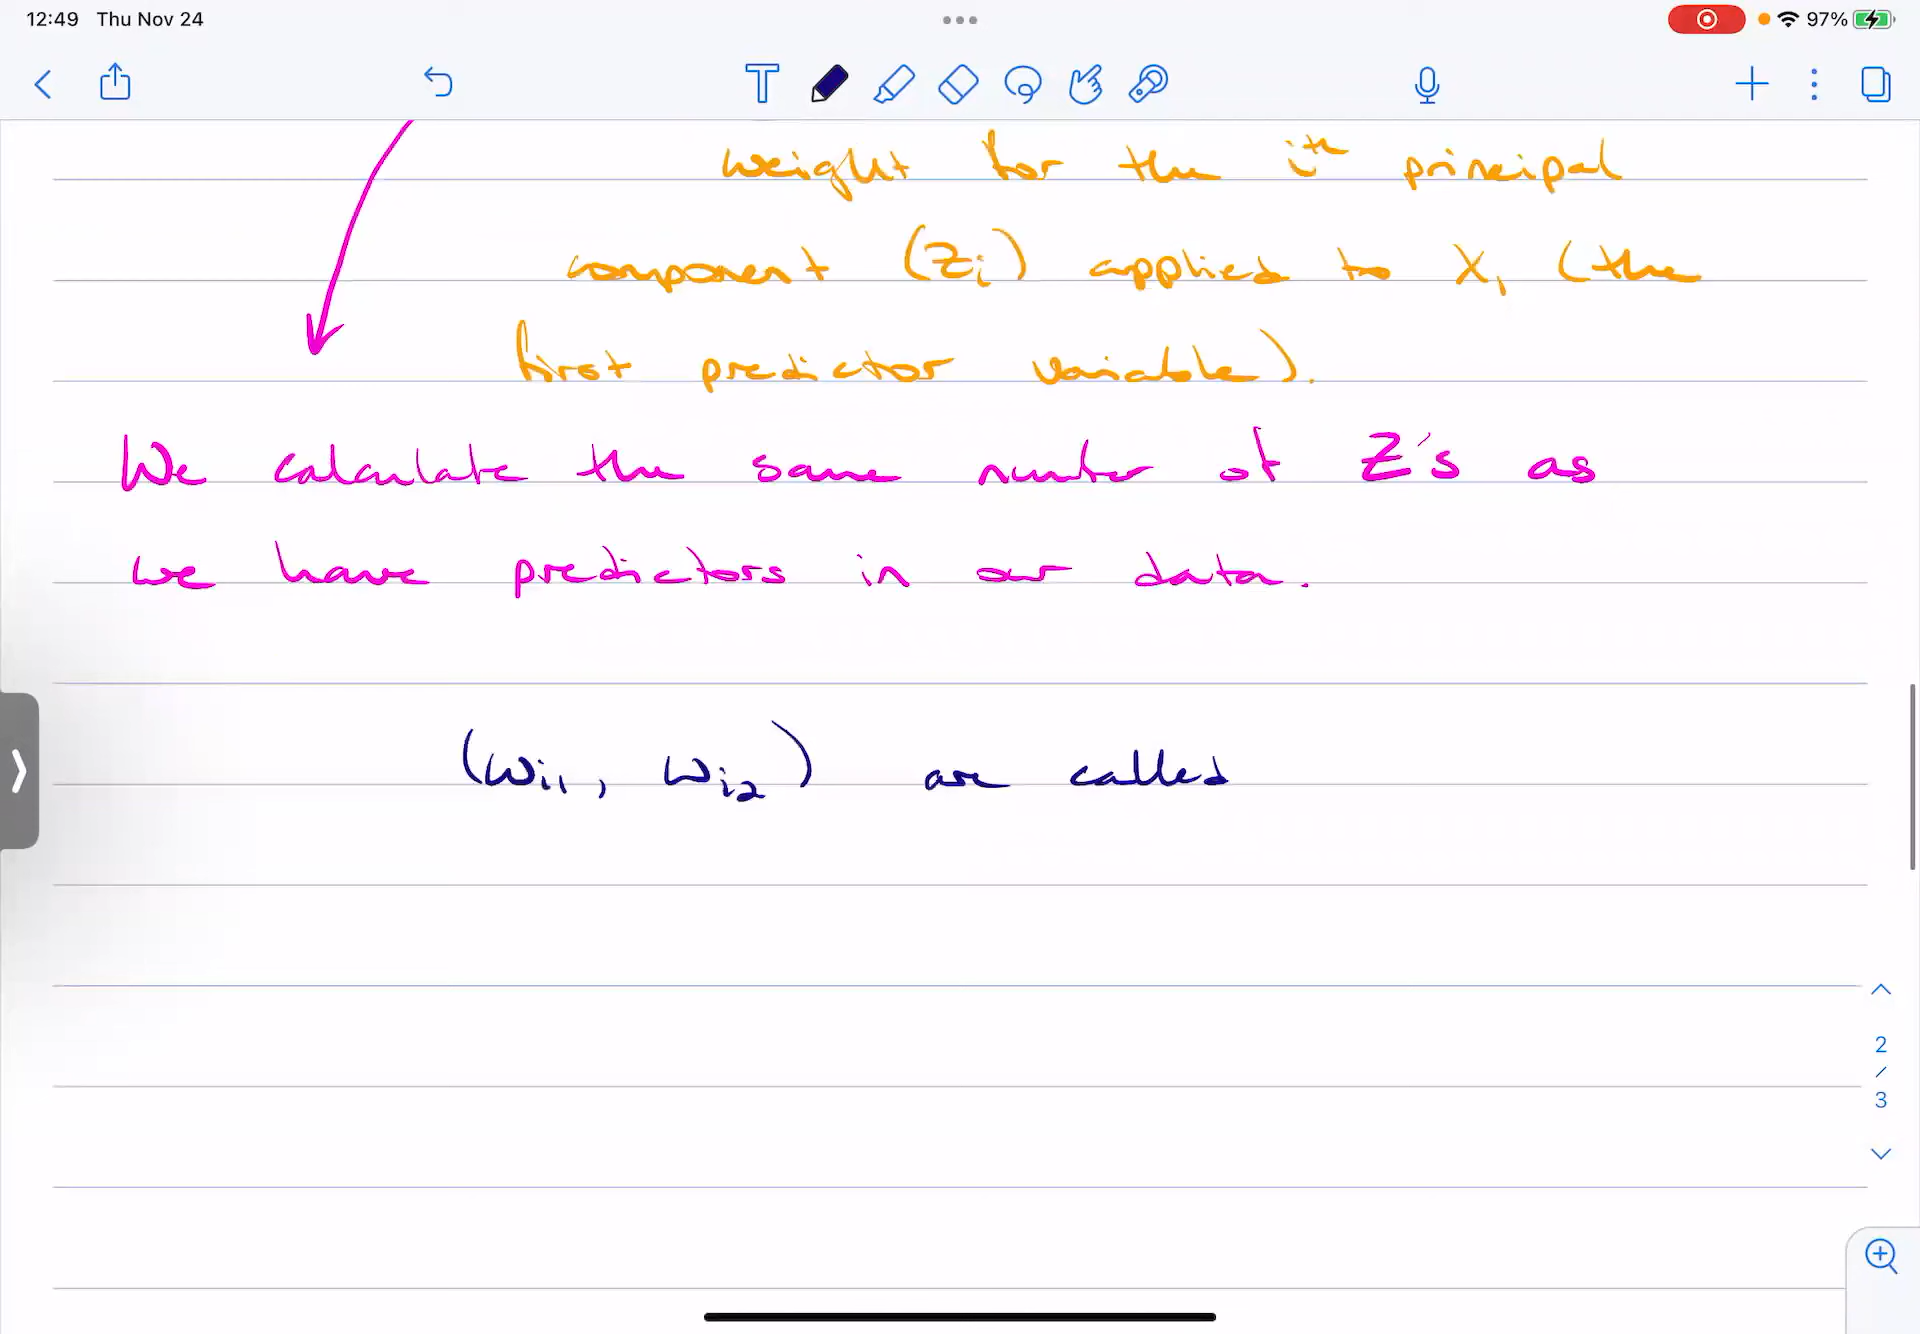 12:49 Thu Nov 24
97%
T
weight for the iᵗʰ principal
component (Zᵢ) applied to X₁ (the
first predictor variable).
We calculate the same number of Z's as
we have predictors in our data.
(wᵢ₁, wᵢ₂) are called
2
/
3